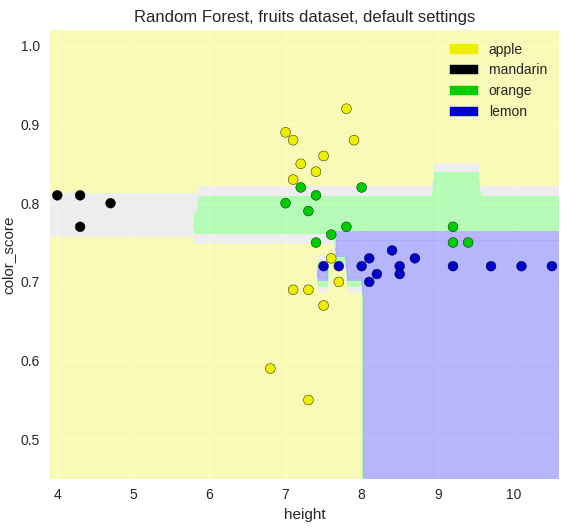 Random Forest, fruits dataset, default settings
apple
mandarin
orange
lemon
1.0
0.9
0.8
0.7
0.6
0.5
color_score
4 5 6 7 8 9 10
height